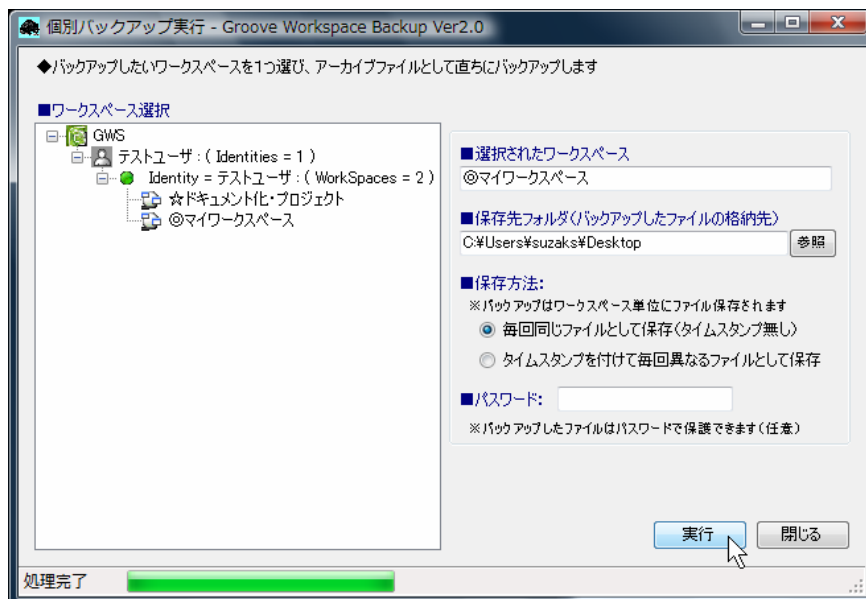 個別バックアップ実行 - Groove Workspace Backup Ver2.0
◆バックアップしたいワークスペースを1つ選び、アーカイブファイルとして直ちにバックアップします
■ワークスペース選択
GWS
テストユーザ:( Identities = 1 )
Identity = テストユーザ:( WorkSpaces = 2 )
☆ドキュメント化・プロジェクト
◎マイワークスペース
■選択されたワークスペース
◎マイワークスペース
■保存先フォルダ(バックアップしたファイルの格納先)
C:¥Users¥suzaks¥Desktop
参照
■保存方法:
※バックアップはワークスペース単位にファイル保存されます
毎回同じファイルとして保存(タイムスタンプ無し)
タイムスタンプを付けて毎回異なるファイルとして保存
■パスワード:
※バックアップしたファイルはパスワードで保護できます(任意)
実行
閉じる
処理完了